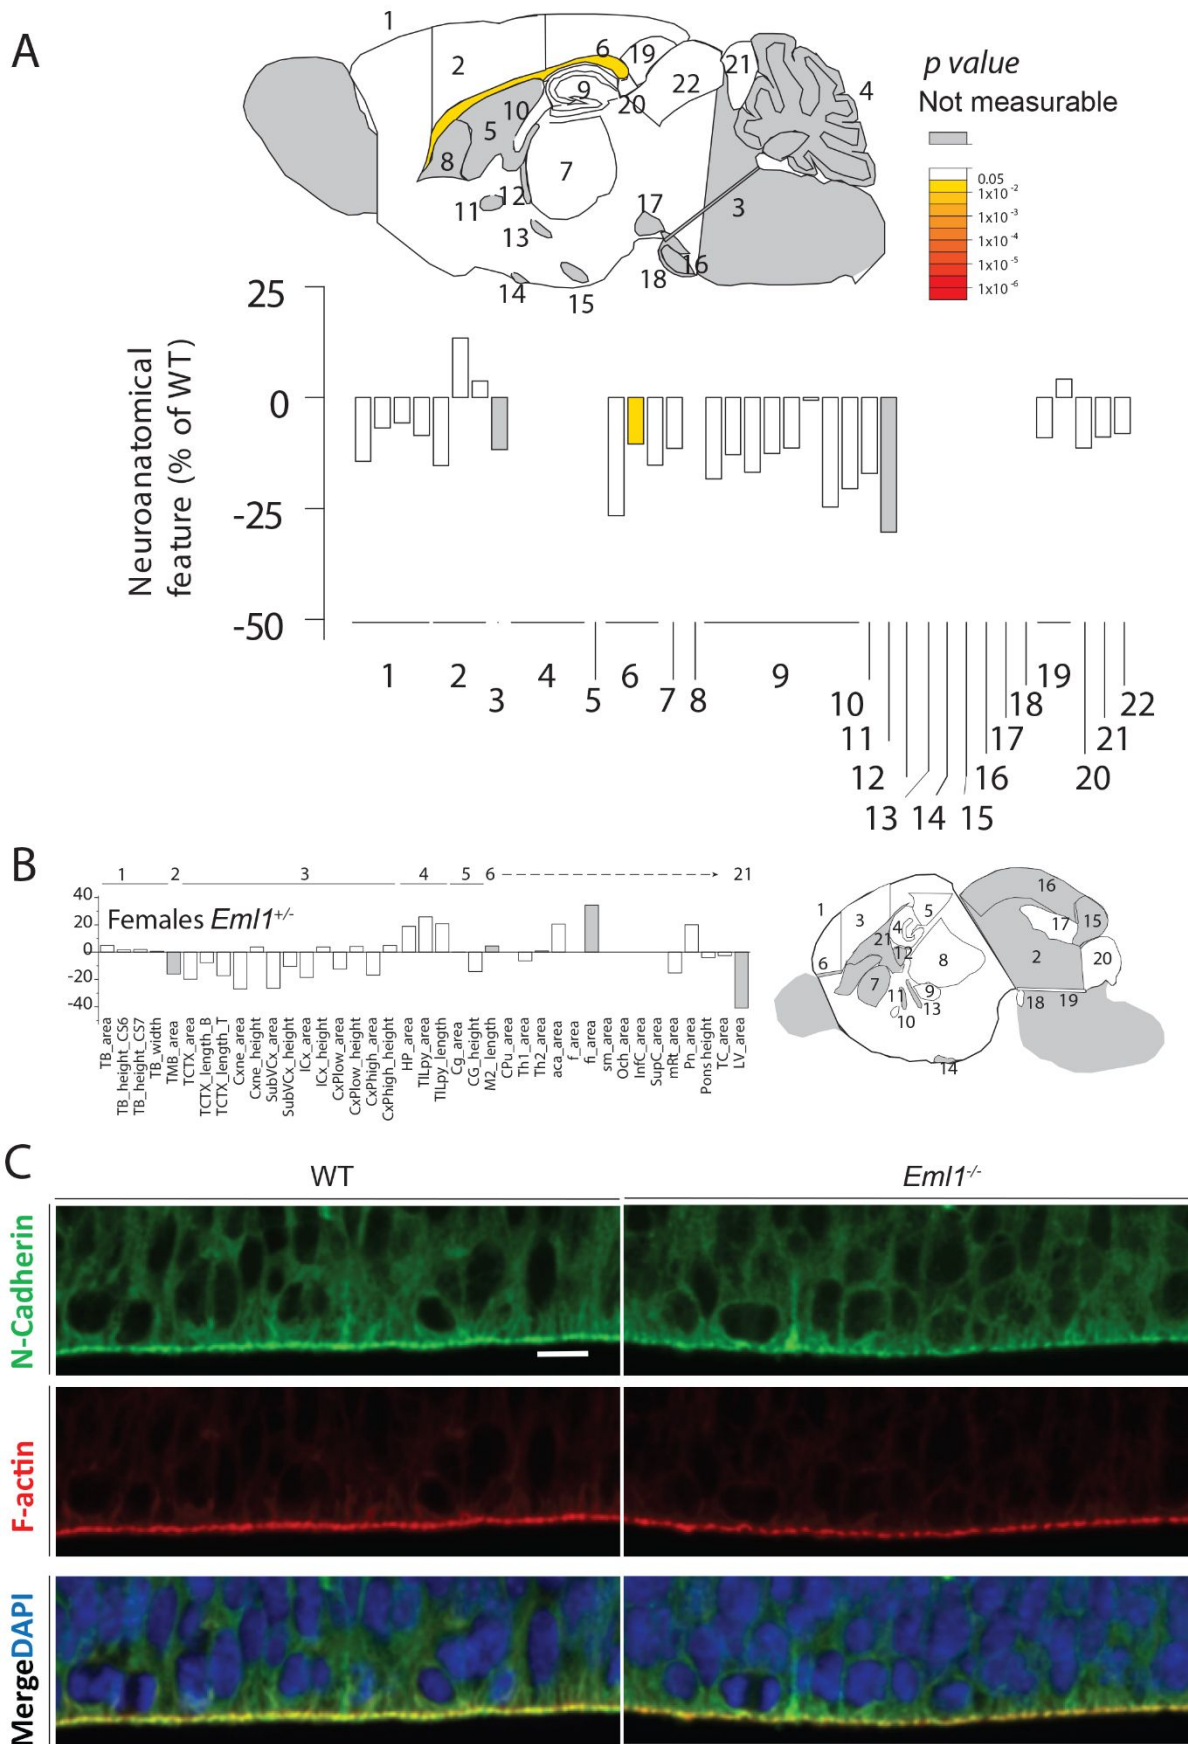 A
1
2
6
19
9
20
22
21
4
10
5
8
7
12
11
13
17
3
14
15
18
16
p value
Not measurable
0.05
1x10 -2
1x10 -3
1x10 -4
1x10 -5
1x10 -6
Neuroanatomical
feature (% of WT)
25
0
-25
-50
1
2
3
4
5
6
7
8
9
10
11
12
13
14
15
16
17
18
19
20
21
22
B
1
2
3
4
5
6
21
40
20
0
-20
-40
Females Eml1+/-
TB_area
TB_height_CS6
TB_height_CS7
TB_width
TMB_area
TCTX_area
TCTX_length_B
TCTX_length_T
Cxne_area
Cxne_height
SubVCx_area
SubVCx_height
ICx_area
ICx_height
CxPlow_area
CxPlow_height
CxPhigh_area
CxPhigh_height
HP_area
TILpy_area
TILpy_length
Cg_area
CG_height
M2_length
CPu_area
Th1_area
Th2_area
aca_area
f_area
fi_area
sm_area
Och_area
InfC_area
SupC_area
mRt_area
Pn_area
Pons height
TC_area
LV_area
1
3
5
4
21
12
6
7
8
11
9
10
13
14
16
15
17
2
20
18
19
C
WT
Eml1-/-
N-Cadherin
F-actin
MergeDAPI